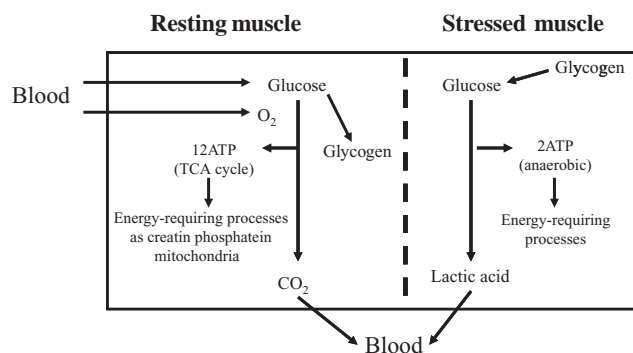 Resting muscle
Stressed muscle
Blood
Glucose
O2
Glycogen
12ATP
(TCA cycle)
Energy-requiring processes
as creatin phosphatein
mitochondria
CO2
Glycogen
Glucose
2ATP
(anaerobic)
Energy-requiring
processes
Lactic acid
Blood